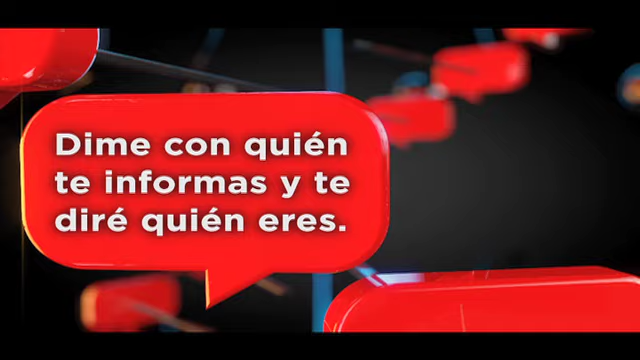 Dime con quién
te informas y te
diré quién eres.